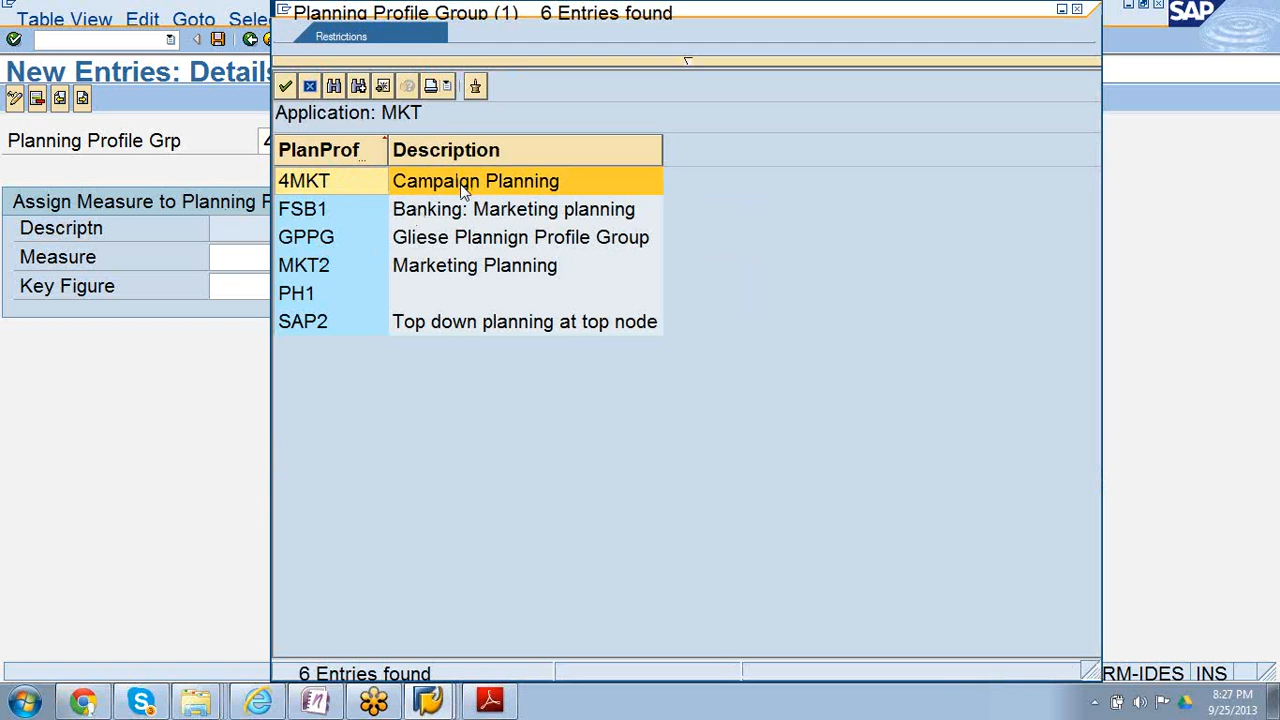 Table View Edit Goto Selec
SAP
New Entries: Details
Planning Profile Grp 4
Assign Measure to Planning P
Descriptn
Measure
Key Figure
Planning Profile Group (1) 6 Entries found
Restrictions
Application: MKT
PlanProf Description
4MKT Campaign Planning
FSB1 Banking: Marketing planning
GPPG Gliese Plannign Profile Group
MKT2 Marketing Planning
PH1
SAP2 Top down planning at top node
6 Entries found
RM-IDES INS
8:27 PM
9/25/2013